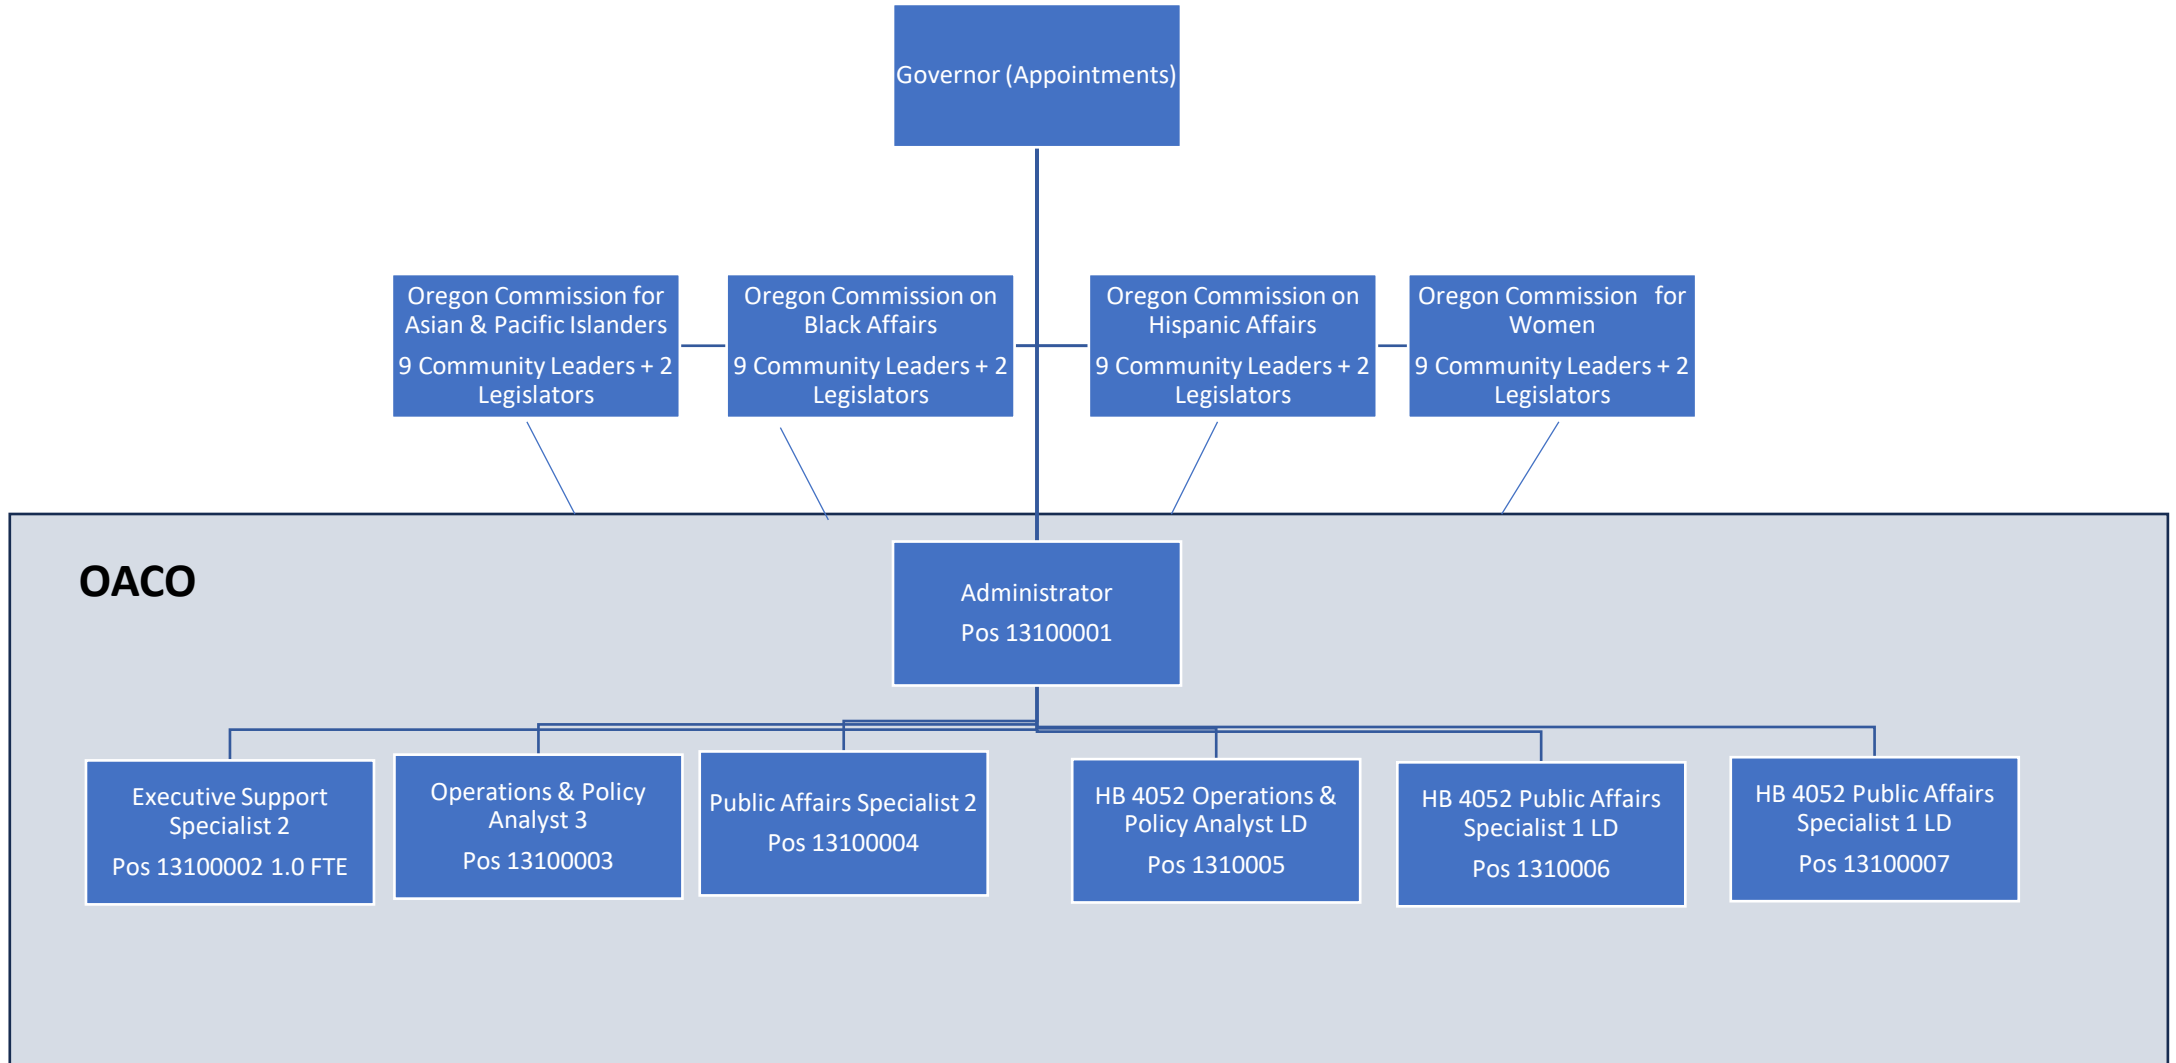 Governor (Appointments)
Oregon Commission for
Asian & Pacific Islanders
9 Community Leaders + 2
Legislators
Oregon Commission on
Black Affairs
9 Community Leaders + 2
Legislators
Oregon Commission on
Hispanic Affairs
9 Community Leaders + 2
Legislators
Oregon Commission for
Women
9 Community Leaders + 2
Legislators
OACO
Administrator
Pos 13100001
Executive Support
Specialist 2
Pos 13100002 1.0 FTE
Operations & Policy
Analyst 3
Pos 13100003
Public Affairs Specialist 2
Pos 13100004
HB 4052 Operations &
Policy Analyst LD
Pos 1310005
HB 4052 Public Affairs
Specialist 1 LD
Pos 1310006
HB 4052 Public Affairs
Specialist 1 LD
Pos 13100007